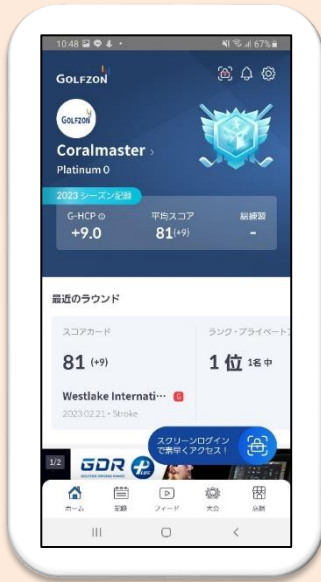 10:48
67%
GOLFZON
GOLFZON
Coralmaster >
Platinum 0
2023 シーズン記録
G-HCP 平均スコア 総練習
+9.0 81(+9) -
最近のラウンド
スコアカード ランク・プライベート
81 (+9) 1 位 1名 中
Westlake Internati… G
2023.02.21 • Stroke
スクリーンログイン
で素早くアクセス!
1/2 GDR PLUS
ホーム 記録 フィード 大会 店舗